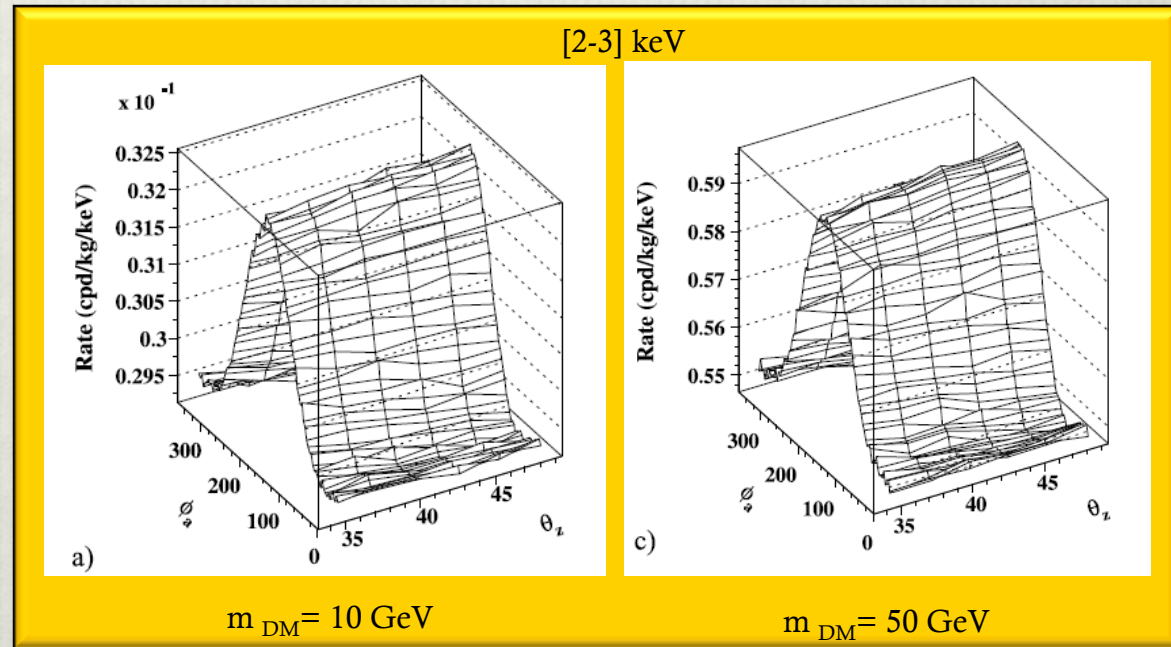 [2-3] keV
x 10 -1
Rate (cpd/kg/keV)
0.325
0.32
0.315
0.31
0.305
0.3
0.295
300
200
100
0
35
40
45
θz
a)
Rate (cpd/kg/keV)
0.59
0.58
0.57
0.56
0.55
300
200
100
0
35
40
45
θz
c)
m DM= 10 GeV
m DM= 50 GeV